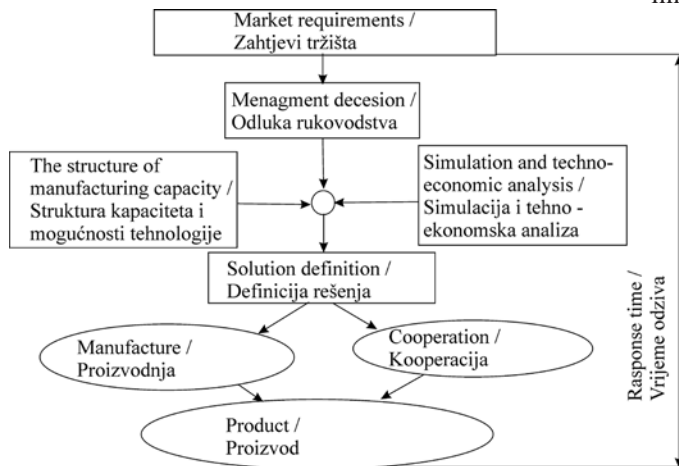 Market requirements /
Zahtjevi tržišta
Menagment decesion /
Odluka rukovodstva
The structure of
manufacturing capacity /
Struktura kapaciteta i
mogućnosti tehnologije
Simulation and techno-
economic analysis /
Simulacija i tehno -
ekonomska analiza
Solution definition /
Definicija rešenja
Manufacture /
Proizvodnja
Cooperation /
Kooperacija
Product /
Proizvod
Rasponse time /
Vrijeme odziva